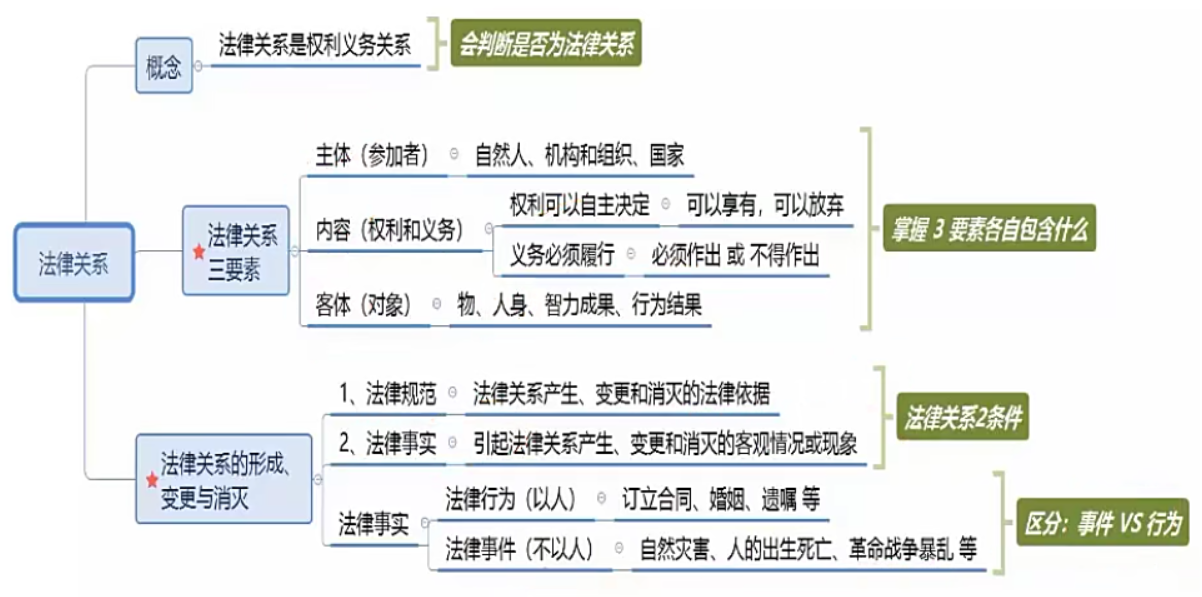 法律关系
概念
法律关系是权利义务关系
会判断是否为法律关系
法律关系
三要素
主体（参加者）
自然人、机构和组织、国家
内容（权利和义务）
权利可以自主决定
可以享有，可以放弃
义务必须履行
必须作出 或 不得作出
客体（对象）
物、人身、智力成果、行为结果
掌握 3 要素各自包含什么
法律关系的形成、
变更与消灭
1、法律规范
法律关系产生、变更和消灭的法律依据
2、法律事实
引起法律关系产生、变更和消灭的客观情况或现象
法律关系2条件
法律事实
法律行为（以人）
订立合同、婚姻、遗嘱 等
法律事件（不以人）
自然灾害、人的出生死亡、革命战争暴乱 等
区分：事件 VS 行为